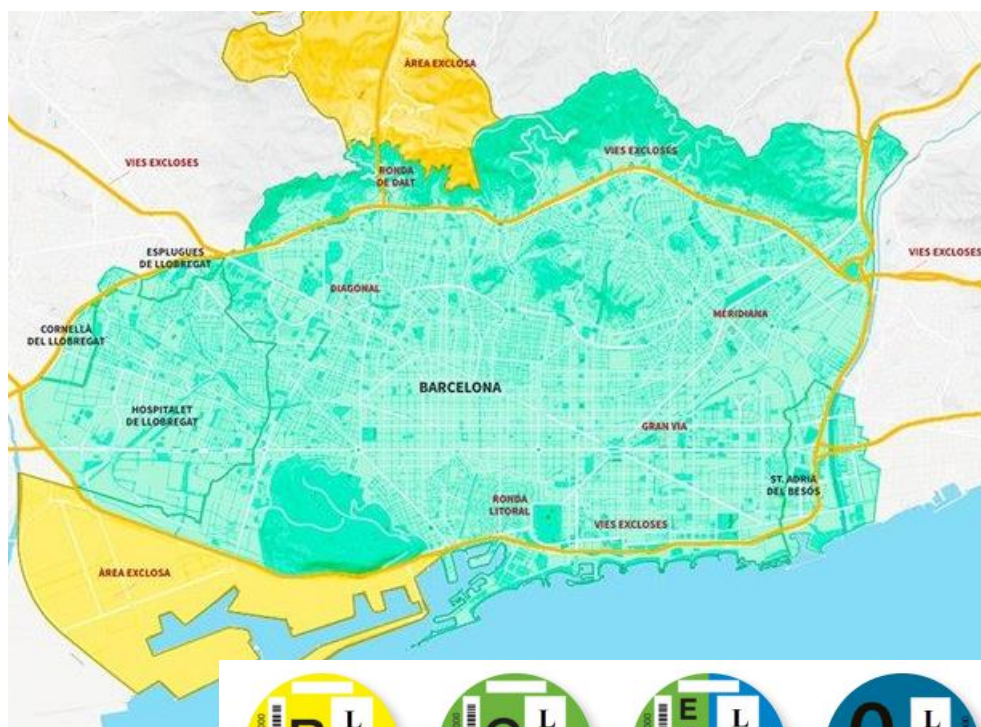 ÀREA EXCLOSA
VIES EXCLOSES
VIES EXCLOSES
RONDA
DE DALT
ESPLUGUES
DE LLOBREGAT
VIES EXCLOSES
DIAGONAL
MERIDIANA
CORNELLÀ
DEL LLOBREGAT
BARCELONA
HOSPITALET
DE LLOBREGAT
GRAN VIA
ST. ADRIÀ
DEL BESÒS
RONDA
LITORAL
VIES EXCLOSES
ÀREA EXCLOSA
B L
C L
E L
0 L